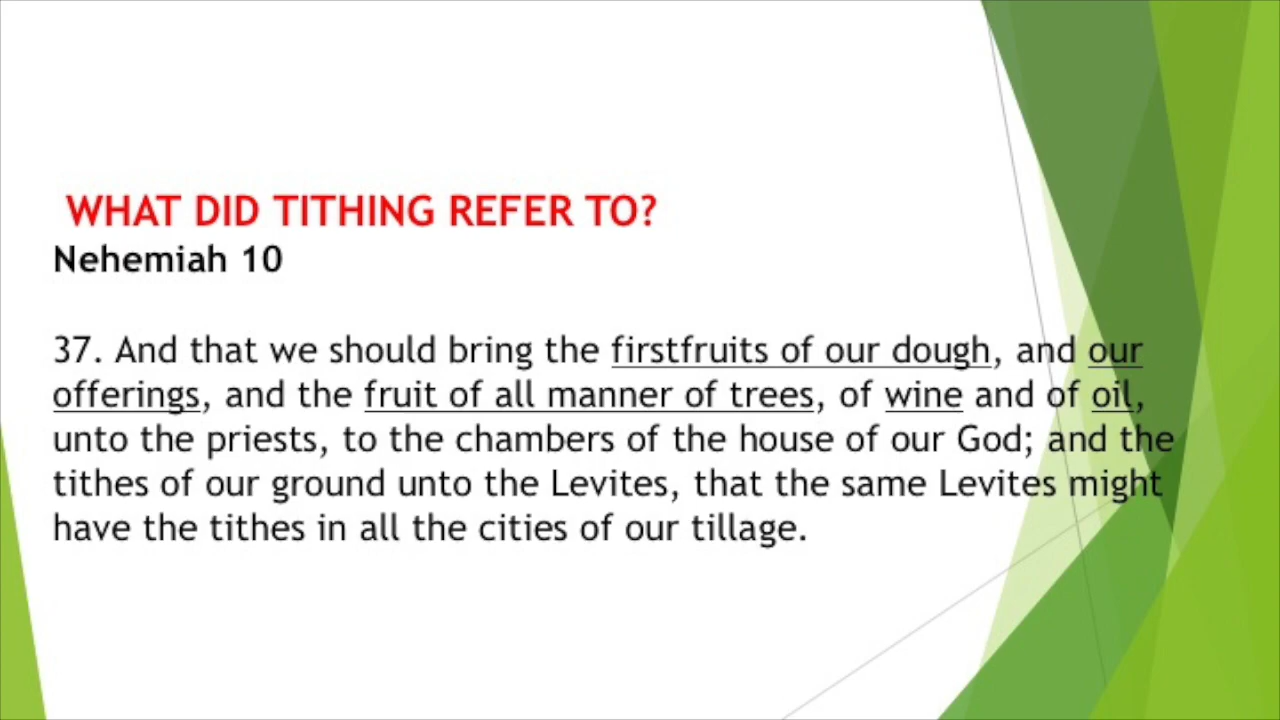 WHAT DID TITHING REFER TO?
Nehemiah 10
37. And that we should bring the firstfruits of our dough, and our
offerings, and the fruit of all manner of trees, of wine and of oil,
unto the priests, to the chambers of the house of our God; and the
tithes of our ground unto the Levites, that the same Levites might
have the tithes in all the cities of our tillage.